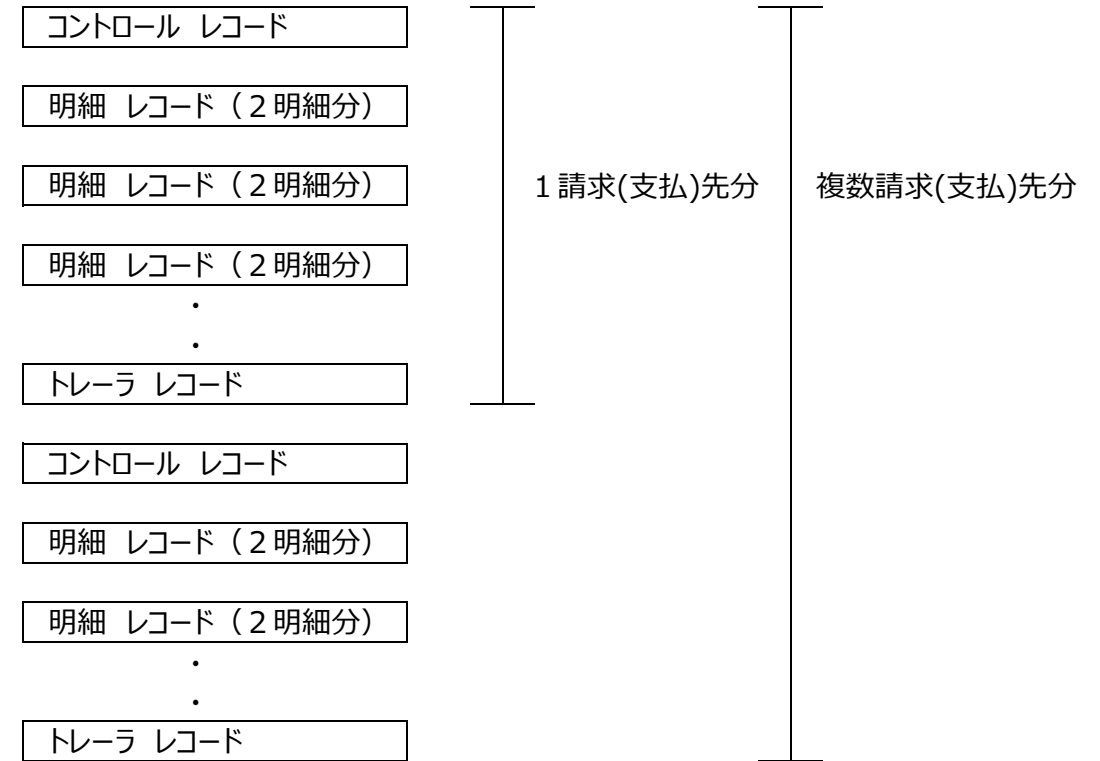 コントロール レコード
明細 レコード（２明細分）
明細 レコード（２明細分） １請求(支払)先分 複数請求(支払)先分
明細 レコード（２明細分）
・
・
トレーラ レコード
コントロール レコード
明細 レコード（２明細分）
明細 レコード（２明細分）
・
・
トレーラ レコード